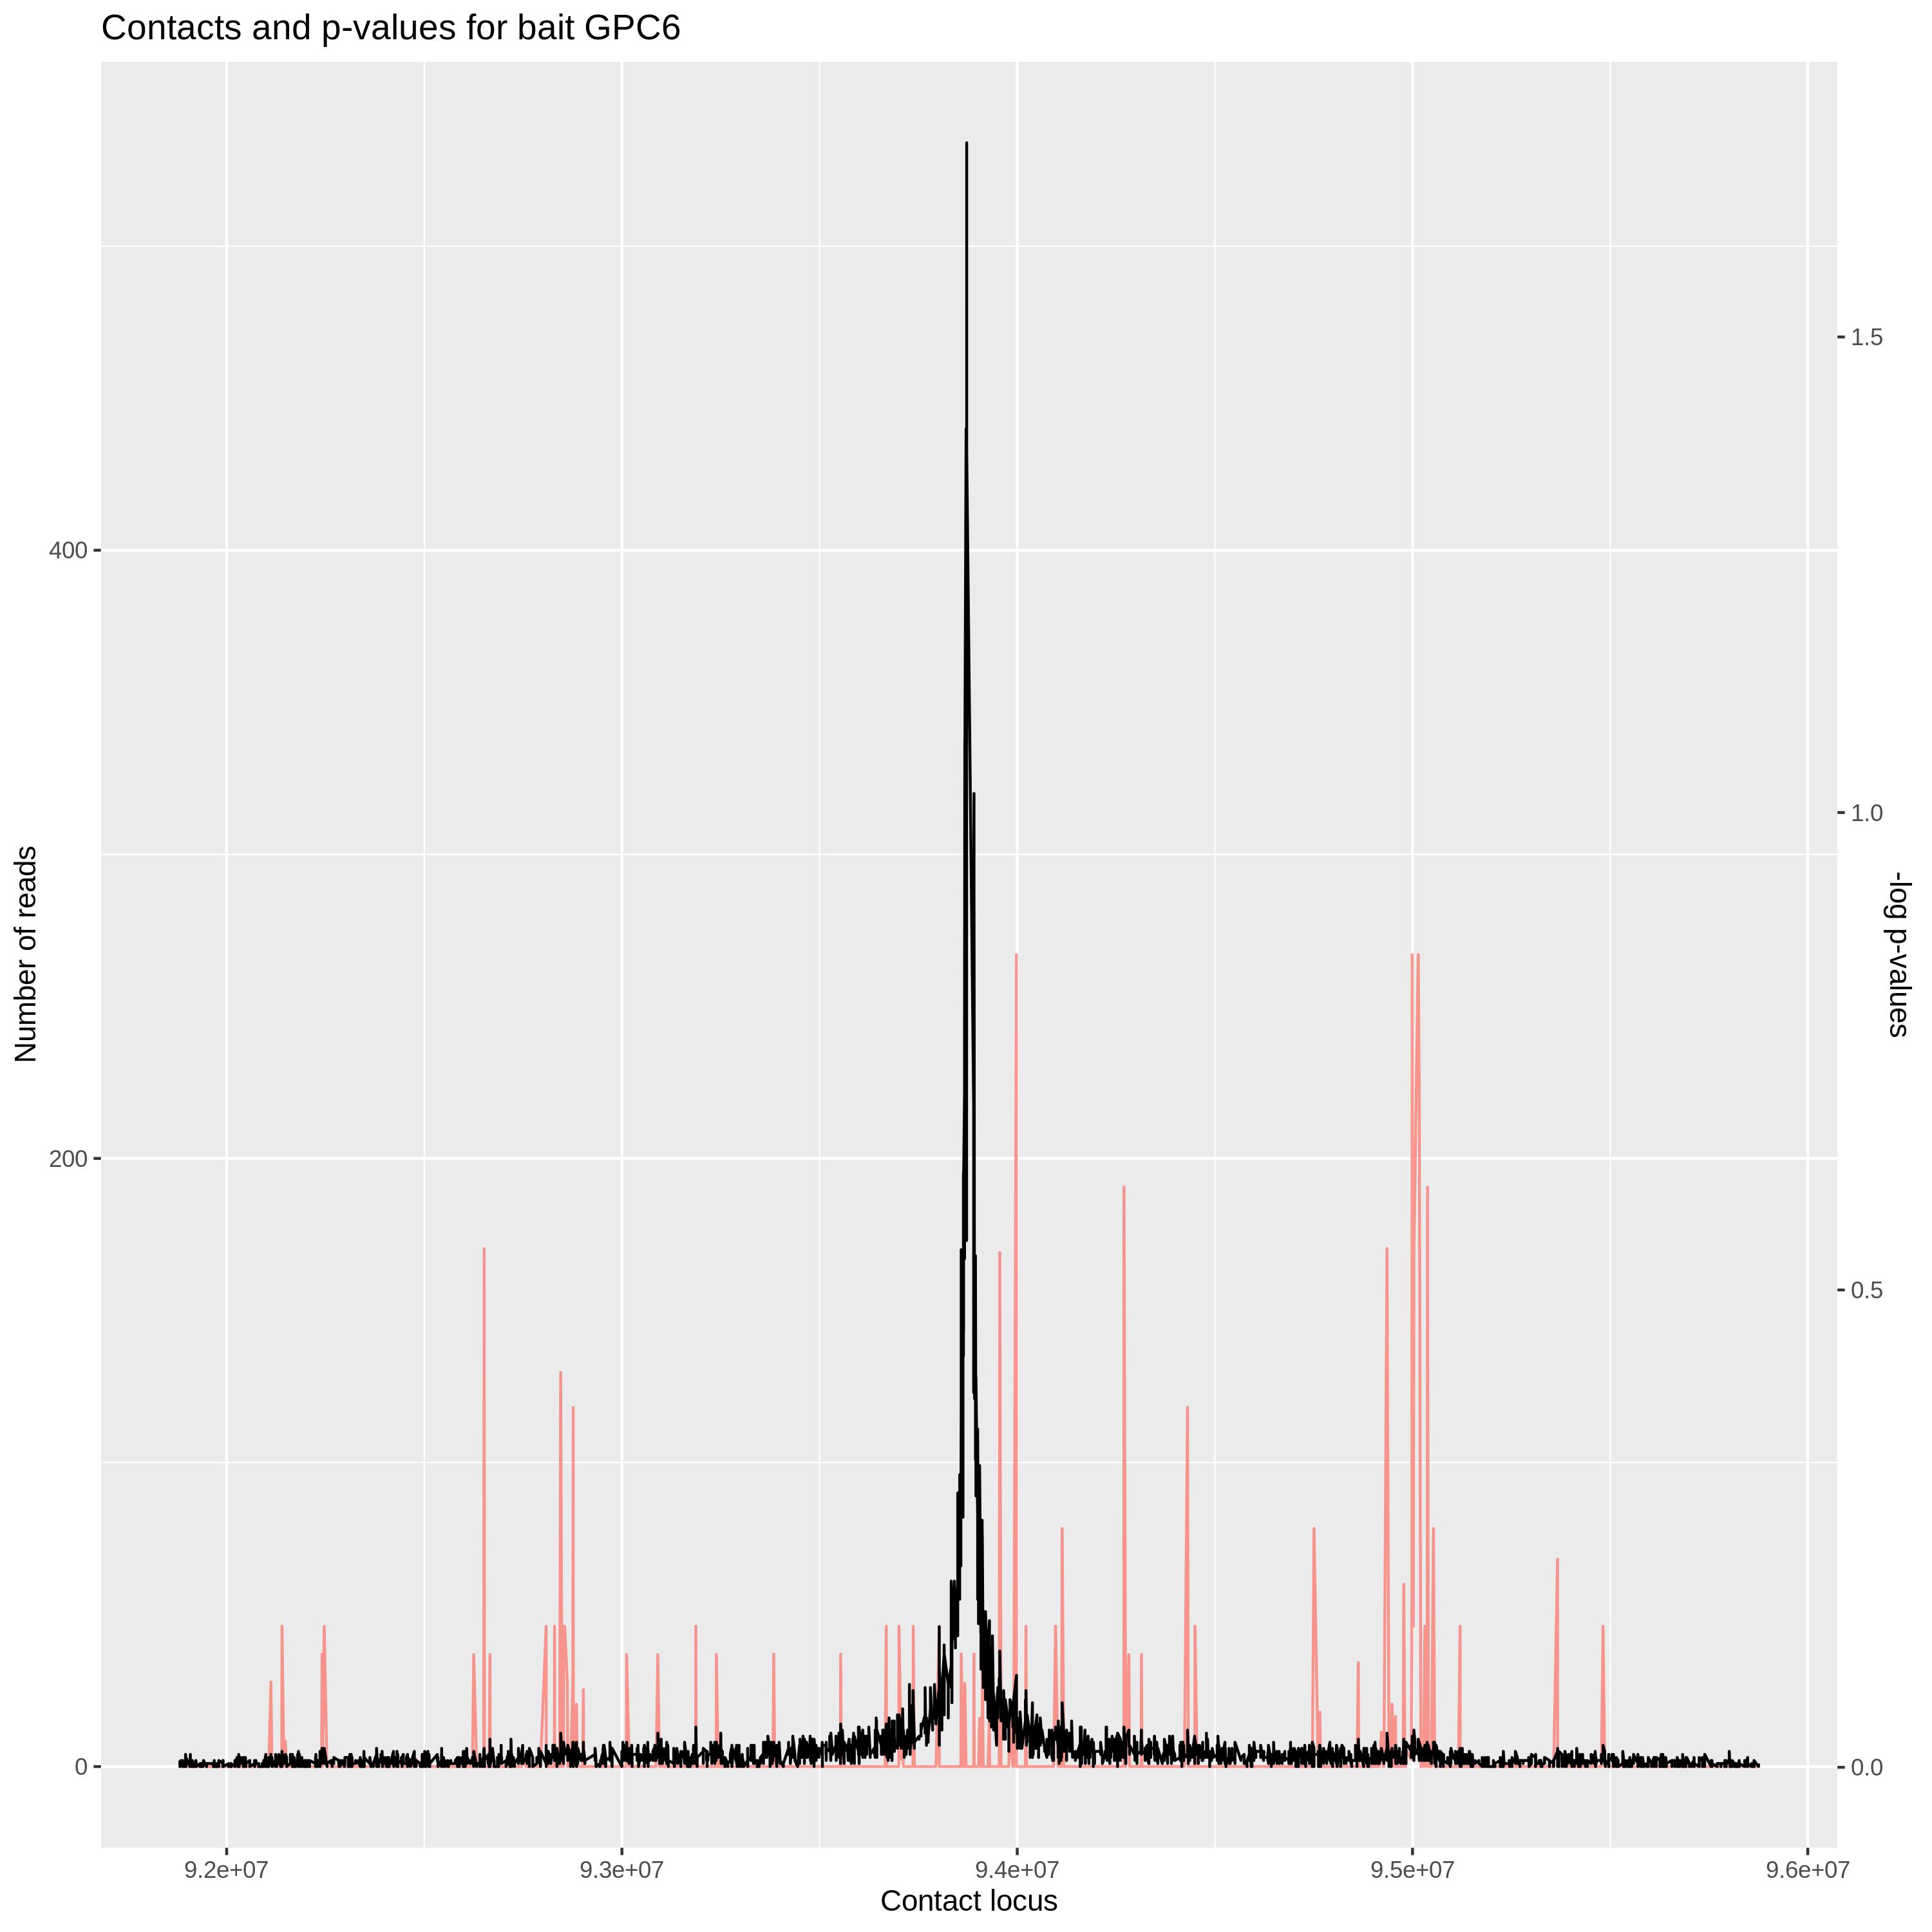 Contacts and p-values for bait GPC6
Number of reads
400
200
0
1.5
1.0
0.5
0.0
-log p-values
9.2e+07 9.3e+07 9.4e+07 9.5e+07 9.6e+07
Contact locus